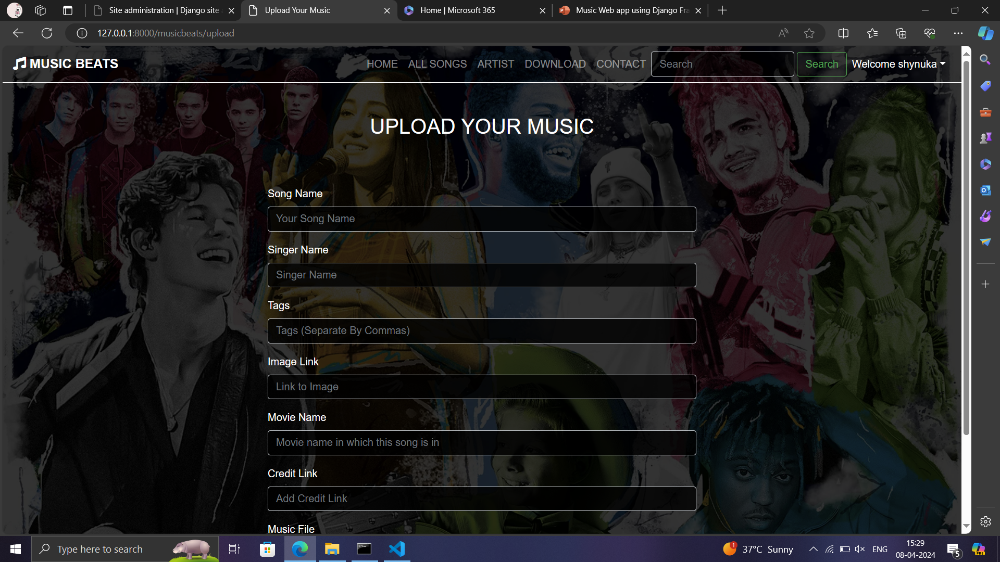 Site administration | Django site
Upload Your Music
Home | Microsoft 365
Music Web app using Django Fra
127.0.0.1:8000/musicbeats/upload
MUSIC BEATS
HOME ALL SONGS ARTIST DOWNLOAD CONTACT Search Search Welcome shynuka
UPLOAD YOUR MUSIC
Song Name
Your Song Name
Singer Name
Singer Name
Tags
Tags (Separate By Commas)
Image Link
Link to Image
Movie Name
Movie name in which this song is in
Credit Link
Add Credit Link
Music File
Type here to search
1 37°C Sunny
ENG
15:29
08-04-2024
5
PRE